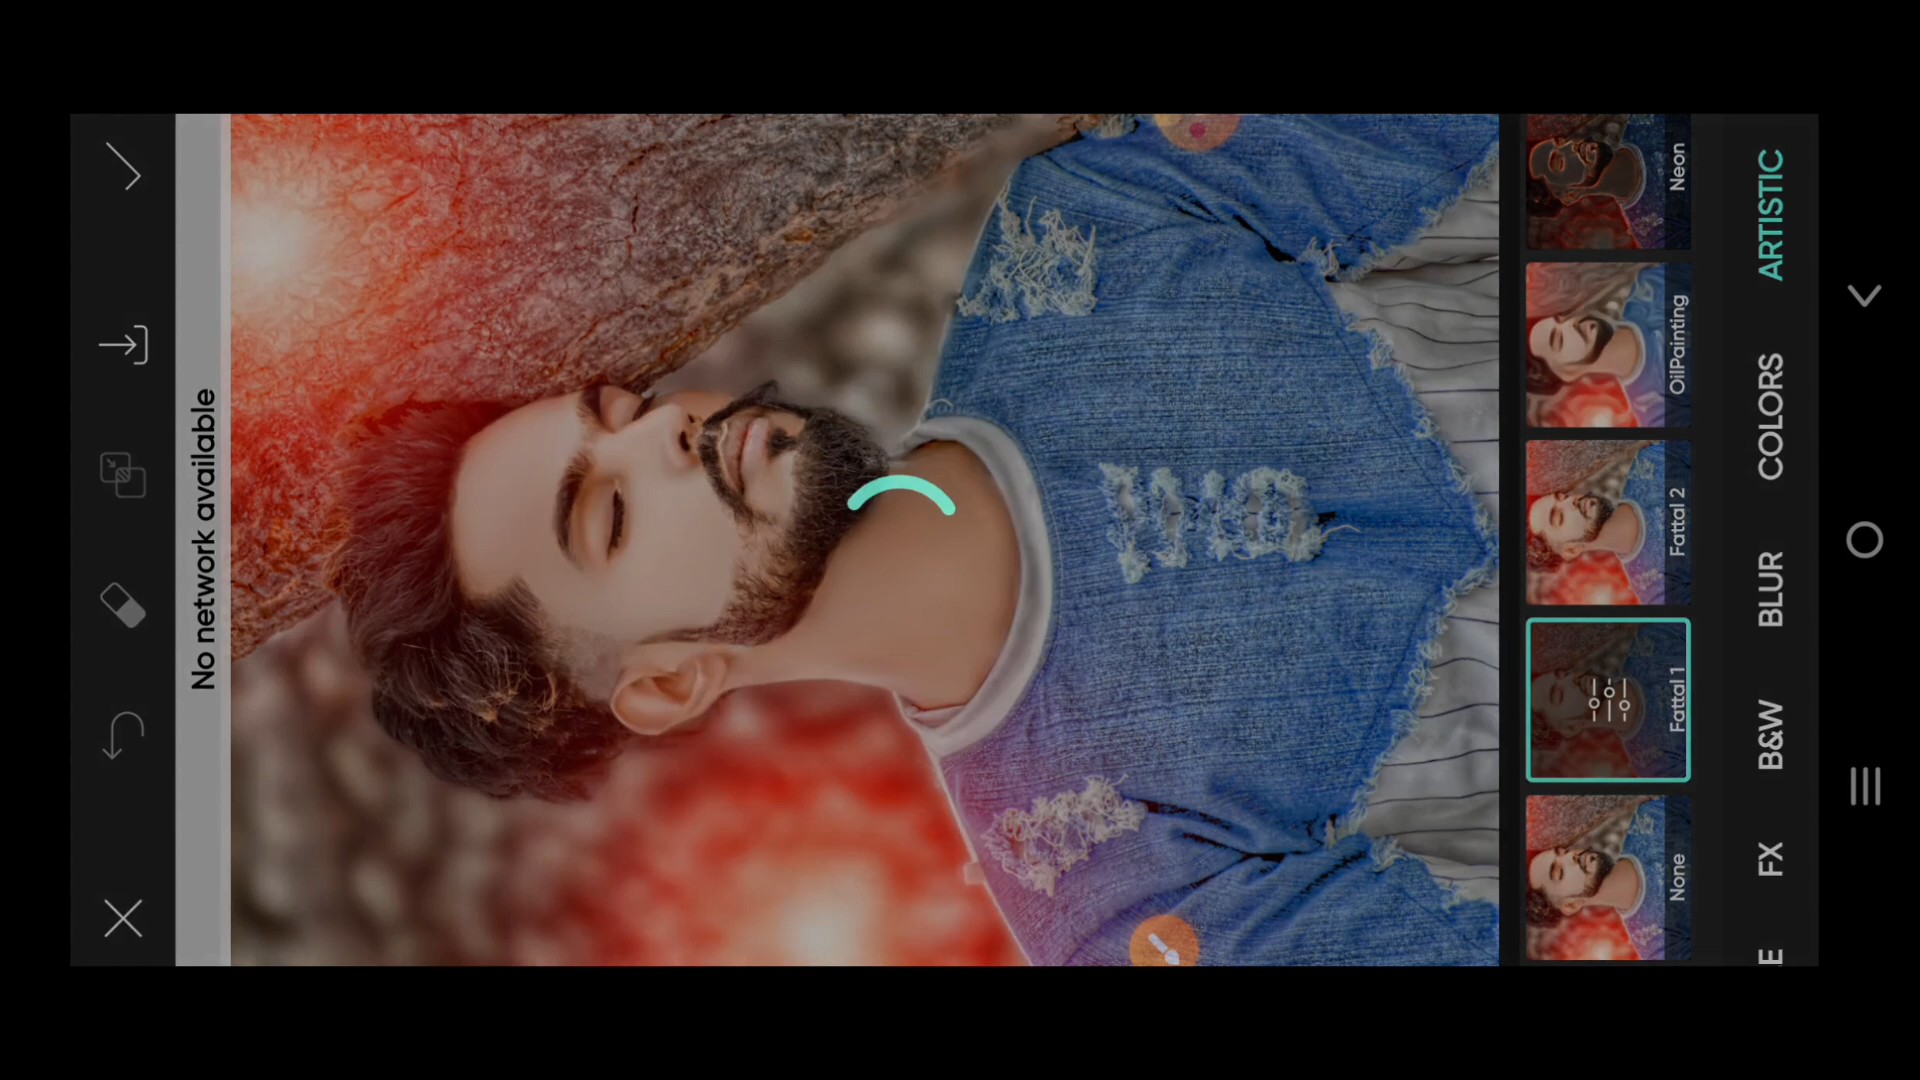 No network available
None
Fattal 1
Fattal 2
OilPainting
Neon
E
FX
B&W
BLUR
COLORS
ARTISTIC